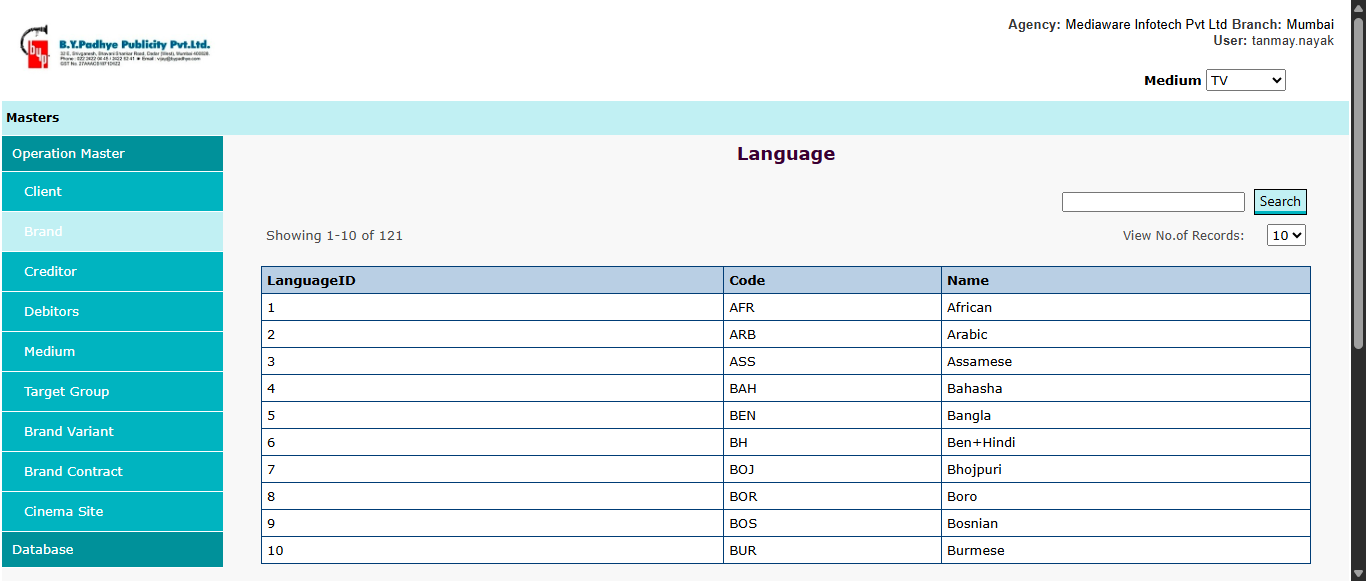 Agency: Mediaware Infotech Pvt Ltd Branch: Mumbai
User: tanmay.nayak
byp
B.Y.Padhye Publicity Pvt.Ltd.
Medium TV
Masters
Operation Master
Client
Brand
Creditor
Debitors
Medium
Target Group
Brand Variant
Brand Contract
Cinema Site
Database
Language
Search
Showing 1-10 of 121
View No.of Records: 10
LanguageID Code Name
1 AFR African
2 ARB Arabic
3 ASS Assamese
4 BAH Bahasha
5 BEN Bangla
6 BH Ben+Hindi
7 BOJ Bhojpuri
8 BOR Boro
9 BOS Bosnian
10 BUR Burmese